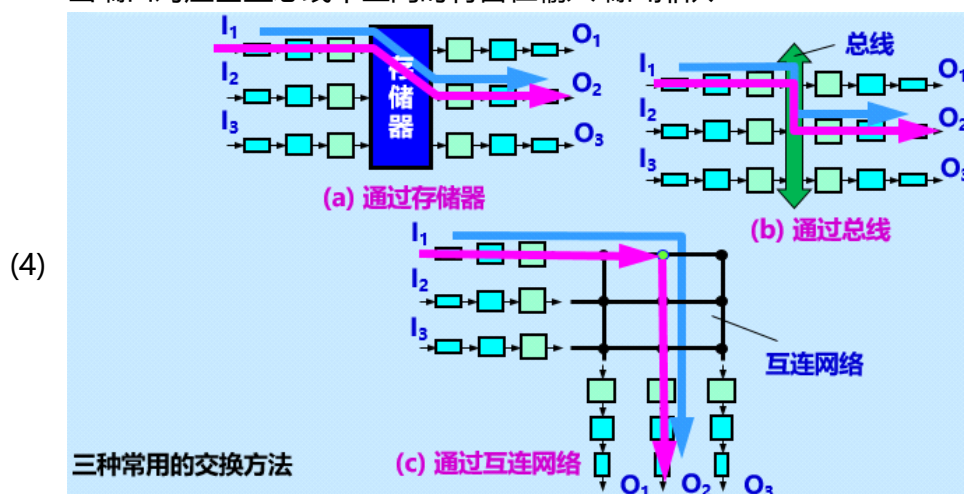 I₁
I₂
I₃
存储器
O₁
O₂
O₃
(a) 通过存储器
总线
I₁
I₂
I₃
O₁
O₂
O₃
(b) 通过总线
(4)
I₁
I₂
I₃
互连网络
三种常用的交换方法
(c) 通过互连网络
O₁
O₂
O₃